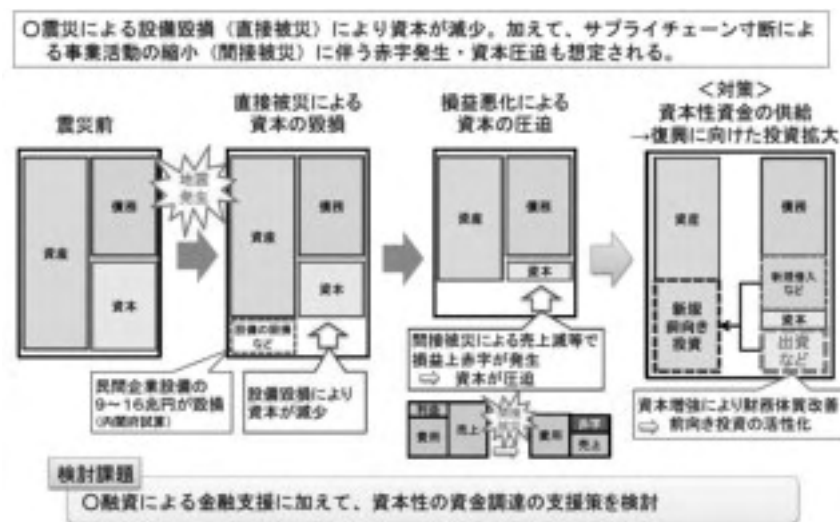 ○震災による設備毀損（直接被災）により資本が減少。加えて、サプライチェーン寸断によ
る事業活動の縮小（間接被災）に伴う赤字発生・資本圧迫も想定される。
震災前
直接被災による
資本の毀損
損益悪化による
資本の圧迫
＜対策＞
資本性資金の供給
→復興に向けた投資拡大
地震
発生
資産
債務
資本
資産
債務
資本
設備の毀損
など
資産
債務
資本
資産
債務
新規借入
など
資本
出資
など
新規
前向き
投資
民間企業設備の
9～16兆円が毀損
(内閣府試算)
設備毀損により
資本が減少
間接被災による売上減等で
損益上赤字が発生
⇨ 資本が圧迫
資本増強により財務体質改善
⇨ 前向き投資の活性化
利益
費用
売上
費用
売上
検討課題
○融資による金融支援に加えて、資本性の資金調達の支援策を検討